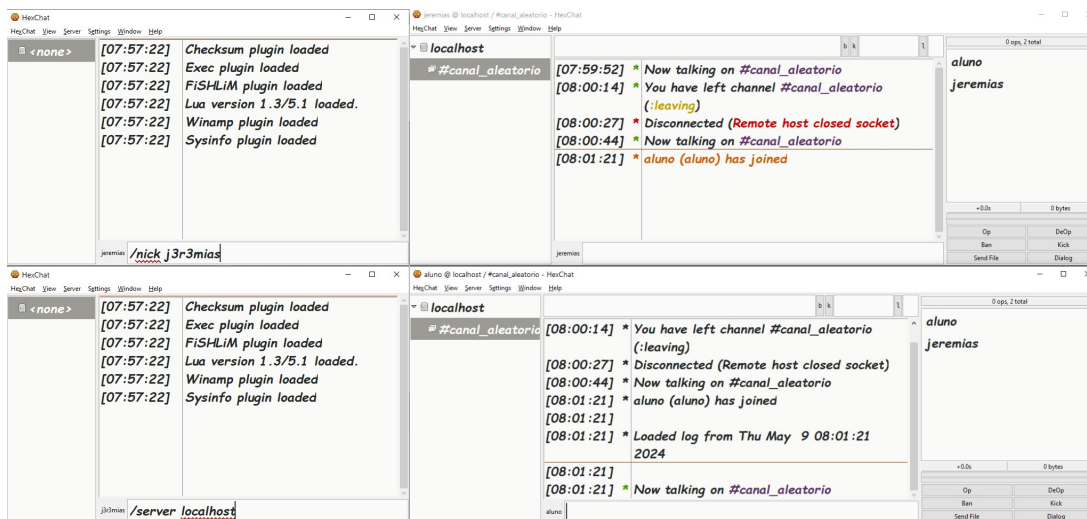 HexChat
HexChat View Server Settings Window Help
<none>
[07:57:22] Checksum plugin loaded
[07:57:22] Exec plugin loaded
[07:57:22] FiSHLiM plugin loaded
[07:57:22] Lua version 1.3/5.1 loaded.
[07:57:22] Winamp plugin loaded
[07:57:22] Sysinfo plugin loaded
jeremias /nick j3r3mias
jeremias @ localhost / #canal_aleatorio - HexChat
HexChat View Server Settings Window Help
localhost
#canal_aleatorio
b k l
[07:59:52] * Now talking on #canal_aleatorio
[08:00:14] * You have left channel #canal_aleatorio
(:leaving)
[08:00:27] * Disconnected (Remote host closed socket)
[08:00:44] * Now talking on #canal_aleatorio
[08:01:21] * aluno (aluno) has joined
jeremias
0 ops, 2 total
aluno
jeremias
+0.0s 0 bytes
Op DeOp
Ban Kick
Send File Dialog
HexChat
HexChat View Server Settings Window Help
<none>
[07:57:22] Checksum plugin loaded
[07:57:22] Exec plugin loaded
[07:57:22] FiSHLiM plugin loaded
[07:57:22] Lua version 1.3/5.1 loaded.
[07:57:22] Winamp plugin loaded
[07:57:22] Sysinfo plugin loaded
j3r3mias /server localhost
aluno @ localhost / #canal_aleatorio - HexChat
HexChat View Server Settings Window Help
localhost
#canal_aleatorio
b k l
[08:00:14] * You have left channel #canal_aleatorio
(:leaving)
[08:00:27] * Disconnected (Remote host closed socket)
[08:00:44] * Now talking on #canal_aleatorio
[08:01:21] * aluno (aluno) has joined
[08:01:21]
[08:01:21] * Loaded log from Thu May 9 08:01:21
2024
[08:01:21]
[08:01:21] * Now talking on #canal_aleatorio
aluno
0 ops, 2 total
aluno
jeremias
+0.0s 0 bytes
Op DeOp
Ban Kick
Send File Dialog